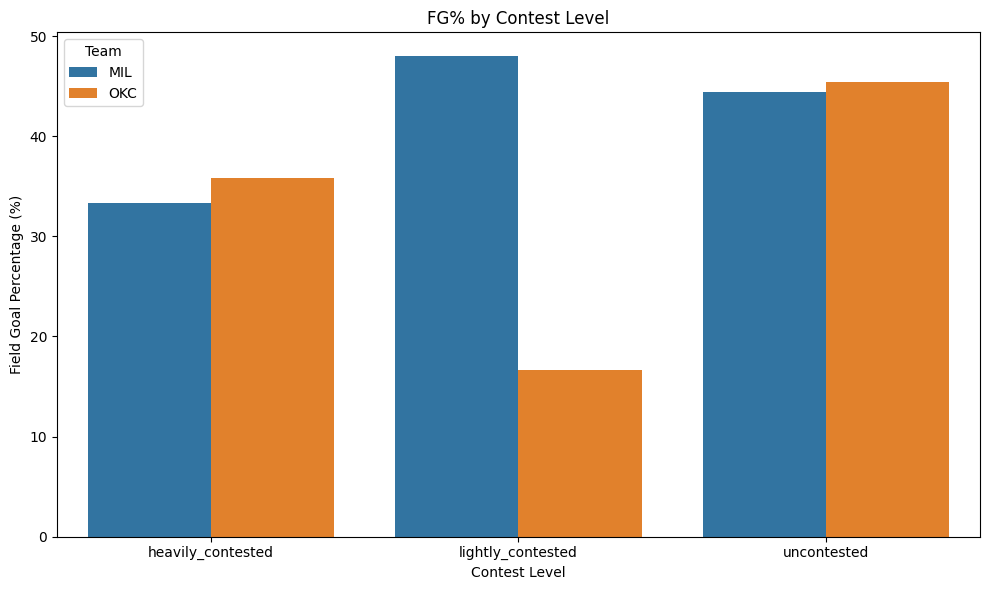 FG% by Contest Level
Team
MIL
OKC
Field Goal Percentage (%)
50
40
30
20
10
0
heavily_contested
lightly_contested
uncontested
Contest Level